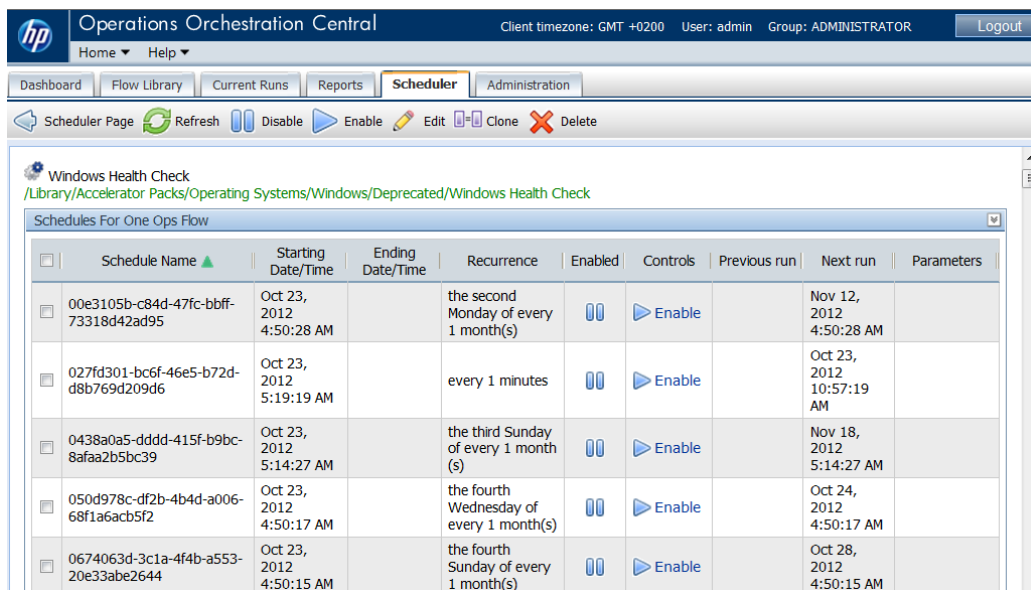 hp
Operations Orchestration Central
Client timezone: GMT +0200 User: admin Group: ADMINISTRATOR
Logout
Home Help
Dashboard Flow Library Current Runs Reports Scheduler Administration
Scheduler Page Refresh Disable Enable Edit Clone Delete
Windows Health Check
/Library/Accelerator Packs/Operating Systems/Windows/Deprecated/Windows Health Check
Schedules For One Ops Flow
Schedule Name
Starting
Date/Time
Ending
Date/Time
Recurrence
Enabled
Controls
Previous run
Next run
Parameters
00e3105b-c84d-47fc-bbff-
73318d42ad95
Oct 23,
2012
4:50:28 AM
the second
Monday of every
1 month(s)
Enable
Nov 12,
2012
4:50:28 AM
027fd301-bc6f-46e5-b72d-
d8b769d209d6
Oct 23,
2012
5:19:19 AM
every 1 minutes
Enable
Oct 23,
2012
10:57:19
AM
0438a0a5-dddd-415f-b9bc-
8afaa2b5bc39
Oct 23,
2012
5:14:27 AM
the third Sunday
of every 1 month
(s)
Enable
Nov 18,
2012
5:14:27 AM
050d978c-df2b-4b4d-a006-
68f1a6acb5f2
Oct 23,
2012
4:50:17 AM
the fourth
Wednesday of
every 1 month(s)
Enable
Oct 24,
2012
4:50:17 AM
0674063d-3c1a-4f4b-a553-
20e33abe2644
Oct 23,
2012
4:50:15 AM
the fourth
Sunday of every
1 month(s)
Enable
Oct 28,
2012
4:50:15 AM